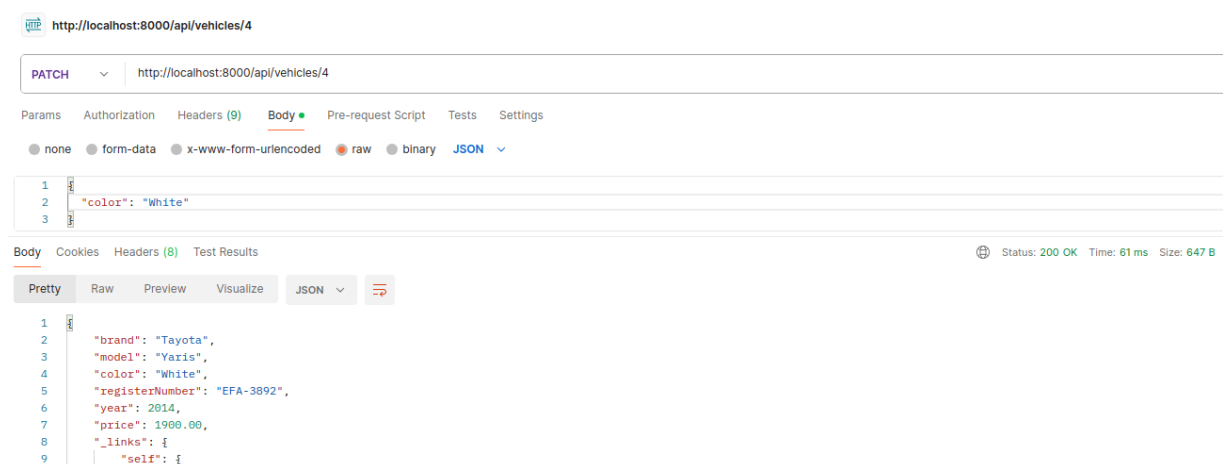 HTTP http://localhost:8000/api/vehicles/4
PATCH http://localhost:8000/api/vehicles/4
Params Authorization Headers (9) Body Pre-request Script Tests Settings
none form-data x-www-form-urlencoded raw binary JSON
1 {
2 "color": "White"
3 }
Body Cookies Headers (8) Test Results Status: 200 OK Time: 61 ms Size: 647 B
Pretty Raw Preview Visualize JSON
1 {
2 "brand": "Tayota",
3 "model": "Yaris",
4 "color": "White",
5 "registerNumber": "EFA-3892",
6 "year": 2014,
7 "price": 1900.00,
8 "_links": {
9 "self": {